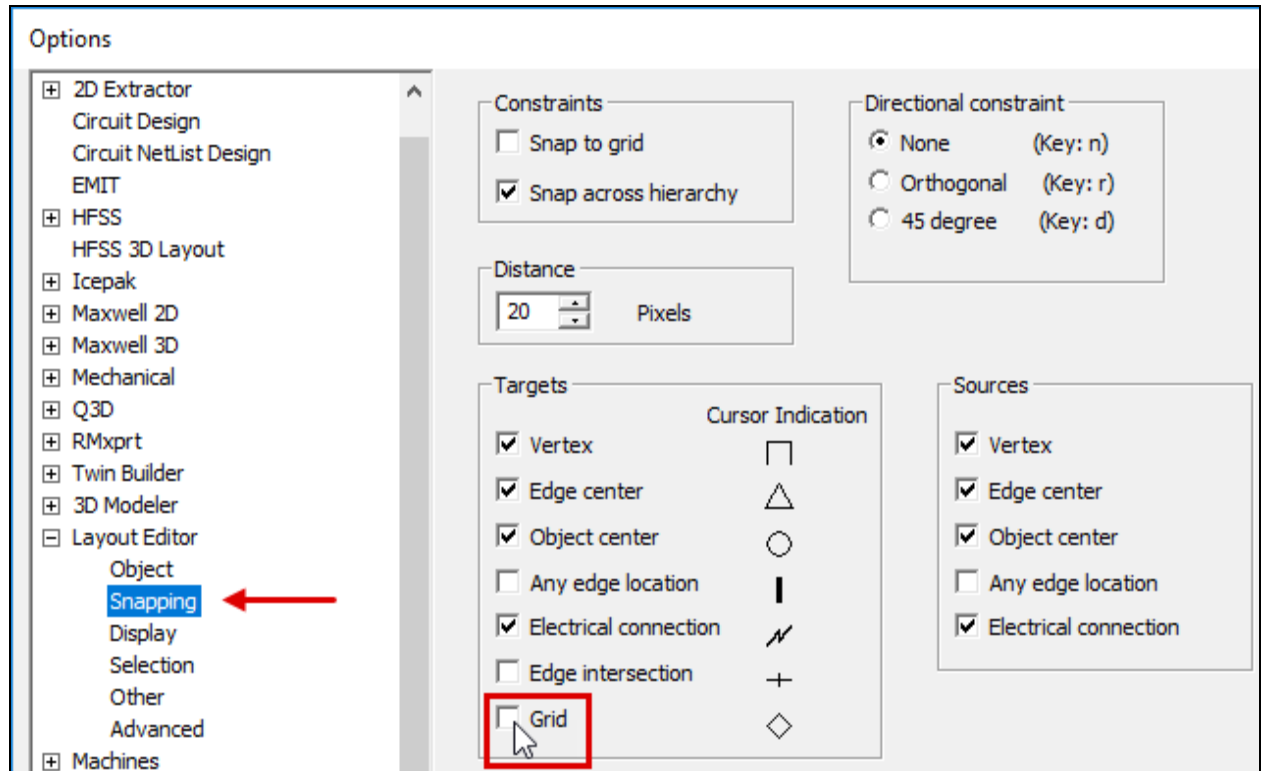 Options
2D Extractor
Circuit Design
Circuit NetList Design
EMIT
HFSS
HFSS 3D Layout
Icepak
Maxwell 2D
Maxwell 3D
Mechanical
Q3D
RMxprt
Twin Builder
3D Modeler
Layout Editor
Object
Snapping
Display
Selection
Other
Advanced
Machines
Constraints
Snap to grid
Snap across hierarchy
Directional constraint
None (Key: n)
Orthogonal (Key: r)
45 degree (Key: d)
Distance
20 Pixels
Targets
Cursor Indication
Vertex
Edge center
Object center
Any edge location
Electrical connection
Edge intersection
Grid
Sources
Vertex
Edge center
Object center
Any edge location
Electrical connection